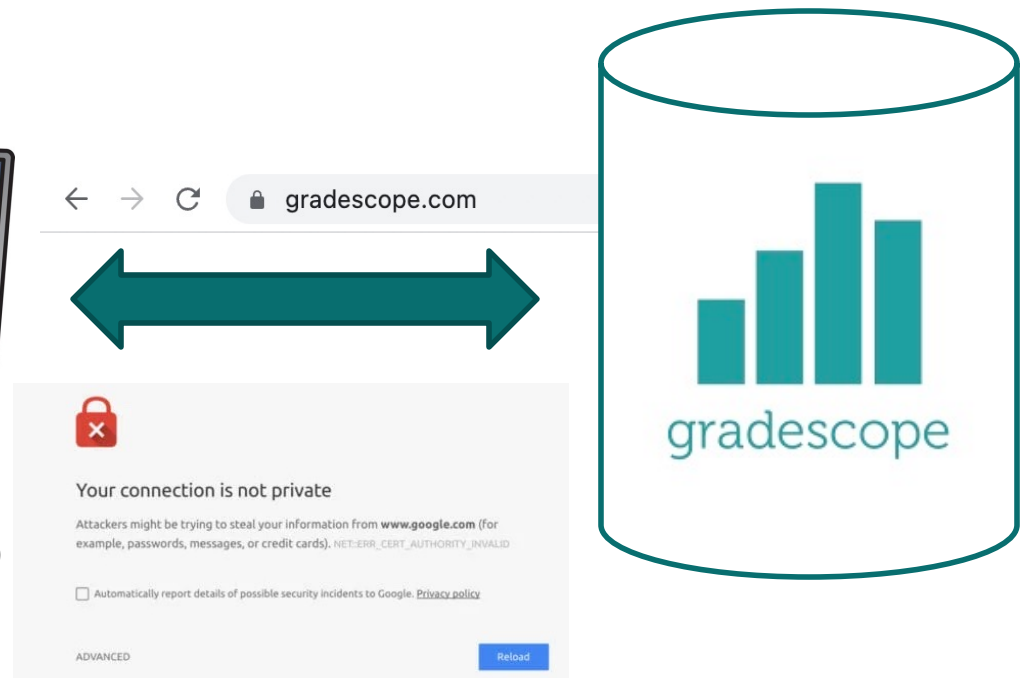 gradescope.com
gradescope
Your connection is not private
Attackers might be trying to steal your information from www.google.com (for
example, passwords, messages, or credit cards). NET::ERR_CERT_AUTHORITY_INVALID
Automatically report details of possible security incidents to Google. Privacy policy
ADVANCED
Reload